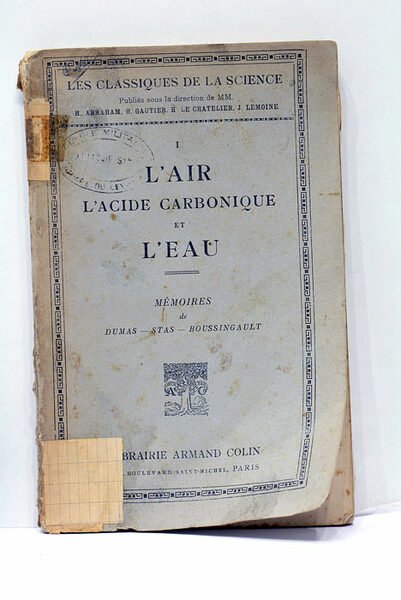 LES CLASSIQUES DE LA SCIENCE
Publiés sous la direction de MM.
H. ABRAHAM, H. GAUTIER, H. LE CHATELIER, J. LEMOINE
I
L'AIR
L'ACIDE CARBONIQUE
ET
L'EAU
MÉMOIRES
de
DUMAS — STAS — BOUSSINGAULT
A C
BRAIRIE ARMAND COLIN
BOULEVARD SAINT-MICHEL, PARIS